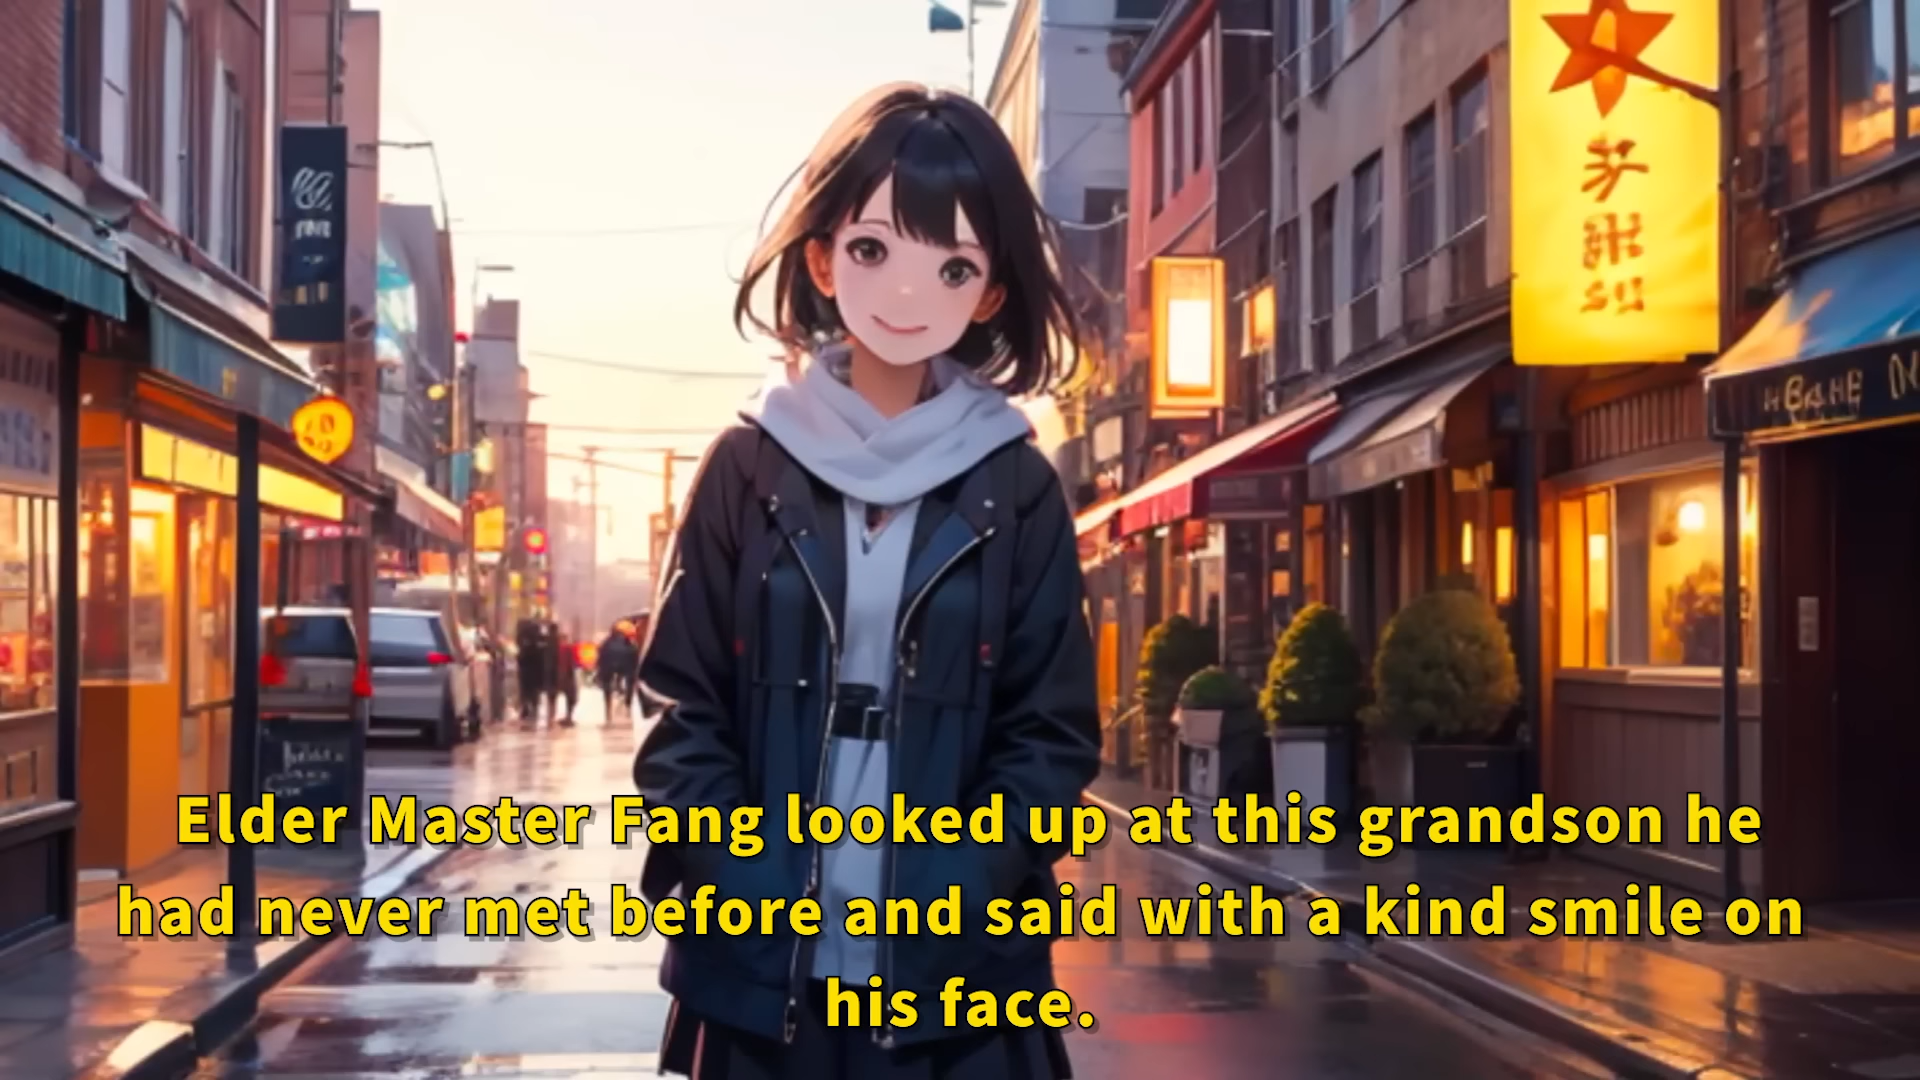 Elder Master Fang looked up at this grandson he
had never met before and said with a kind smile on
his face.